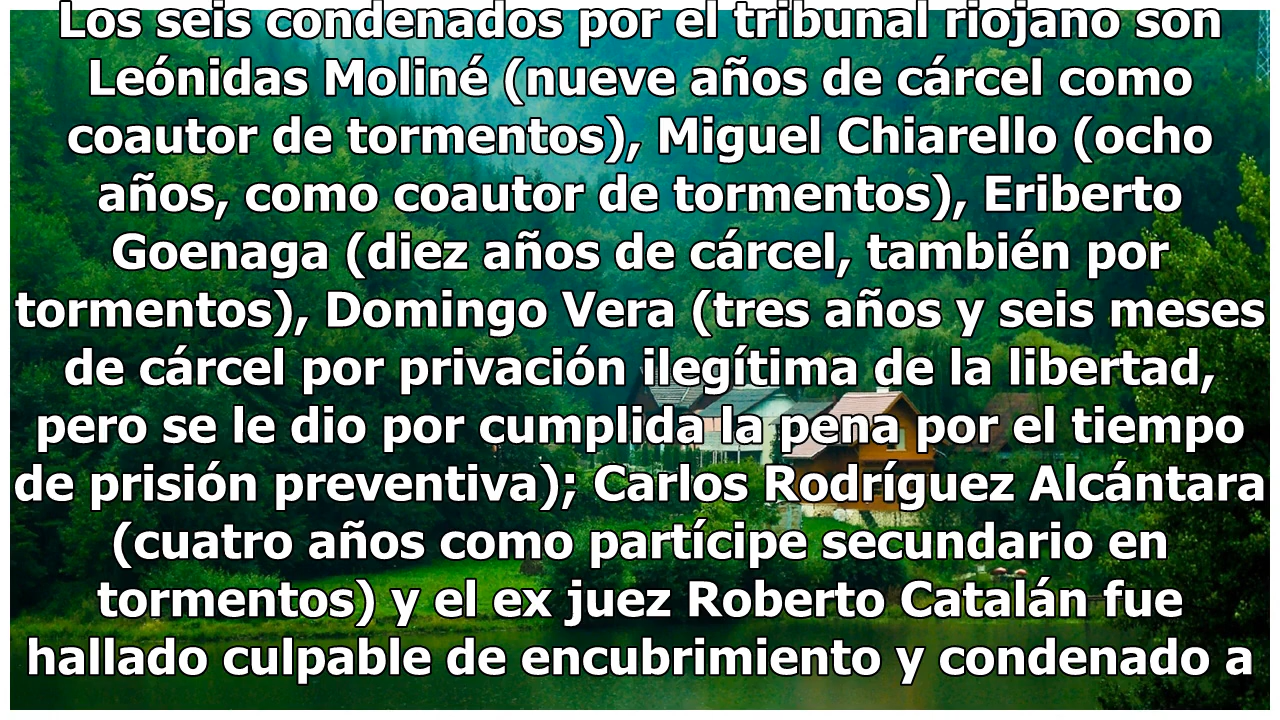 Los seis condenados por el tribunal riojano son
Leónidas Moliné (nueve años de cárcel como
coautor de tormentos), Miguel Chiarello (ocho
años, como coautor de tormentos), Eriberto
Goenaga (diez años de cárcel, también por
tormentos), Domingo Vera (tres años y seis meses
de cárcel por privación ilegítima de la libertad,
pero se le dio por cumplida la pena por el tiempo
de prisión preventiva); Carlos Rodríguez Alcántara
(cuatro años como partícipe secundario en
tormentos) y el ex juez Roberto Catalán fue
hallado culpable de encubrimiento y condenado a